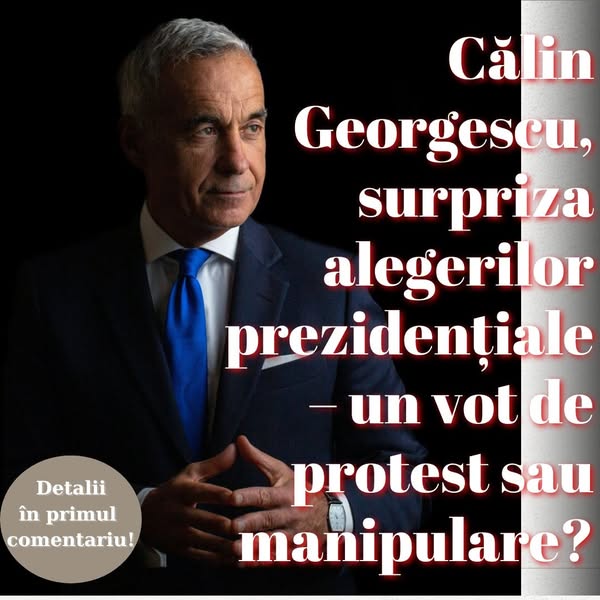 Călin
Georgescu,
surpriza
alegerilor
prezidențiale
– un vot de
protest sau
manipulare?
Detalii
în primul
comentariu!